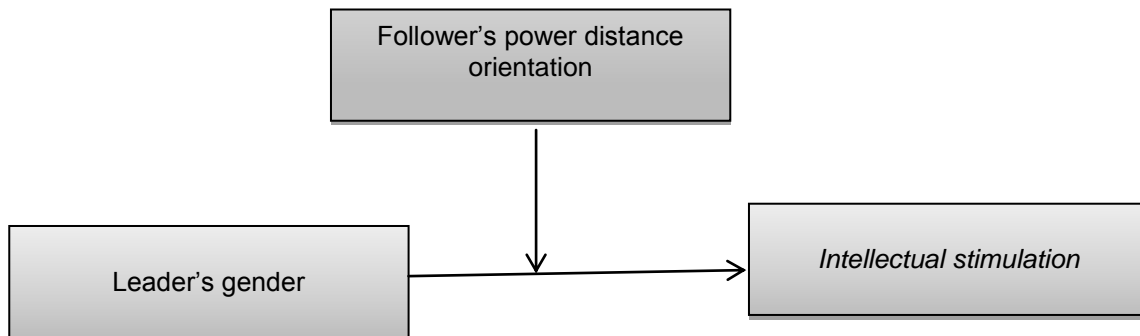 Follower’s power distance
orientation
Intellectual stimulation
Leader’s gender